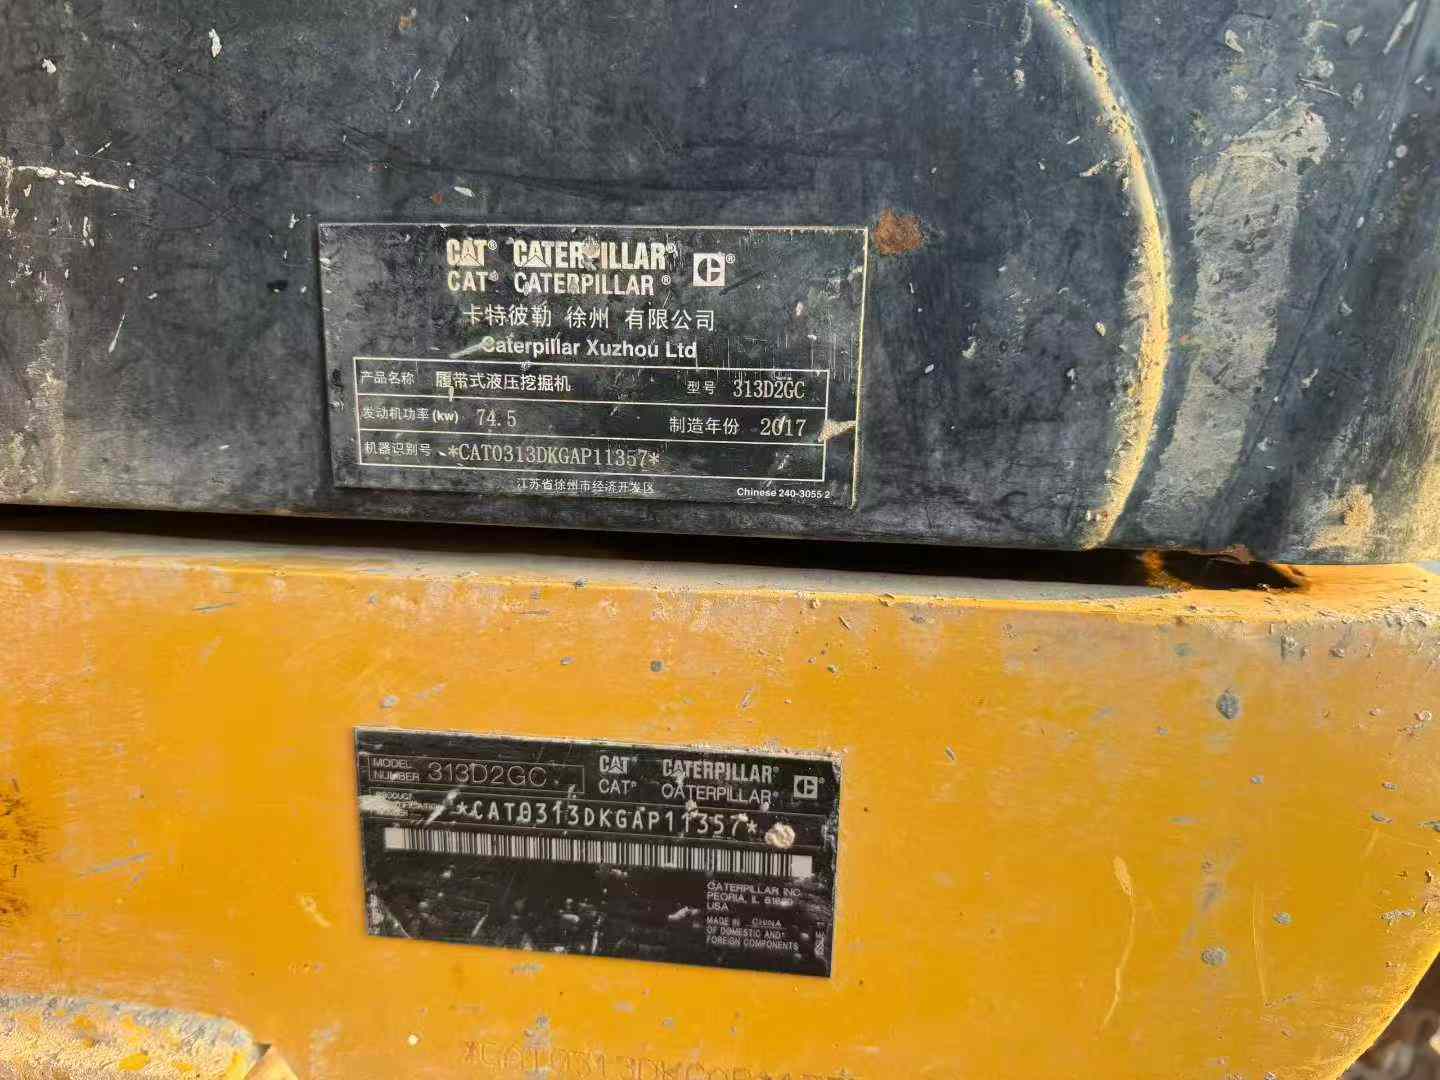 CAT® CATERPILLAR® C®
CAT® CATERPILLAR®
卡特彼勒 徐州 有限公司
Caterpillar Xuzhou Ltd
产品名称 履带式液压挖掘机 型号 313D2GC
发动机功率(kw) 74.5 制造年份 2017
机器识别号 *CAT0313DKGAP11357*
江苏省徐州市经济开发区
Chinese 240-3055 2
MODEL NUMBER 313D2GC
CAT® CATERPILLAR® C®
CAT® CATERPILLAR®
PRODUCT
*CAT0313DKGAP11357*
CATERPILLAR INC.
PEORIA, IL
USA
MADE IN CHINA
OF DOMESTIC AND
FOREIGN COMPONENTS